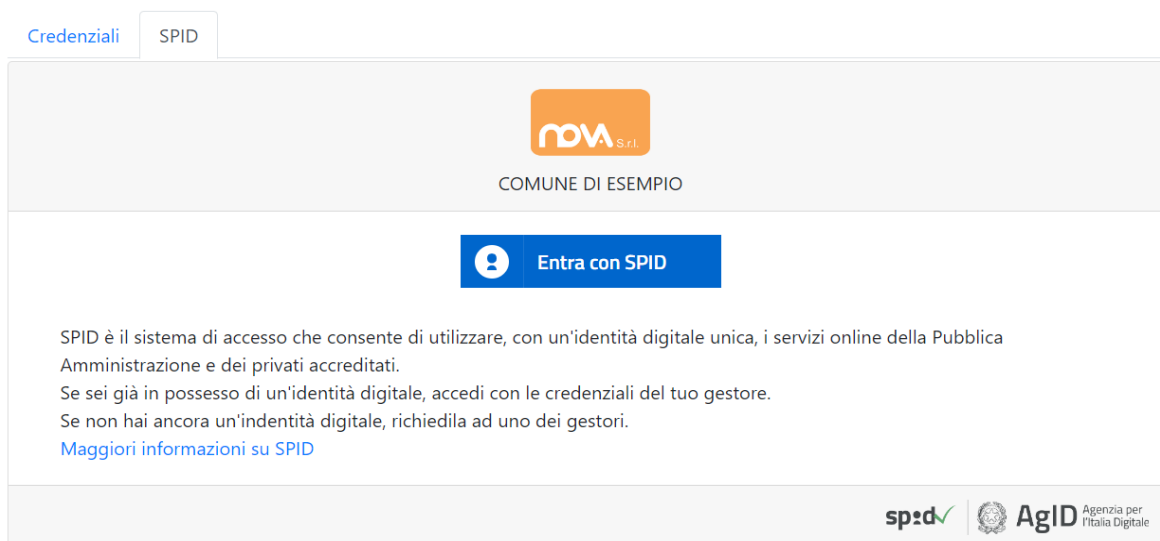 Credenziali SPID
nova S.r.l.
COMUNE DI ESEMPIO
Entra con SPID
SPID è il sistema di accesso che consente di utilizzare, con un'identità digitale unica, i servizi online della Pubblica
Amministrazione e dei privati accreditati.
Se sei già in possesso di un'identità digitale, accedi con le credenziali del tuo gestore.
Se non hai ancora un'indentità digitale, richiedila ad uno dei gestori.
Maggiori informazioni su SPID
spid AgID Agenzia per
l'Italia Digitale